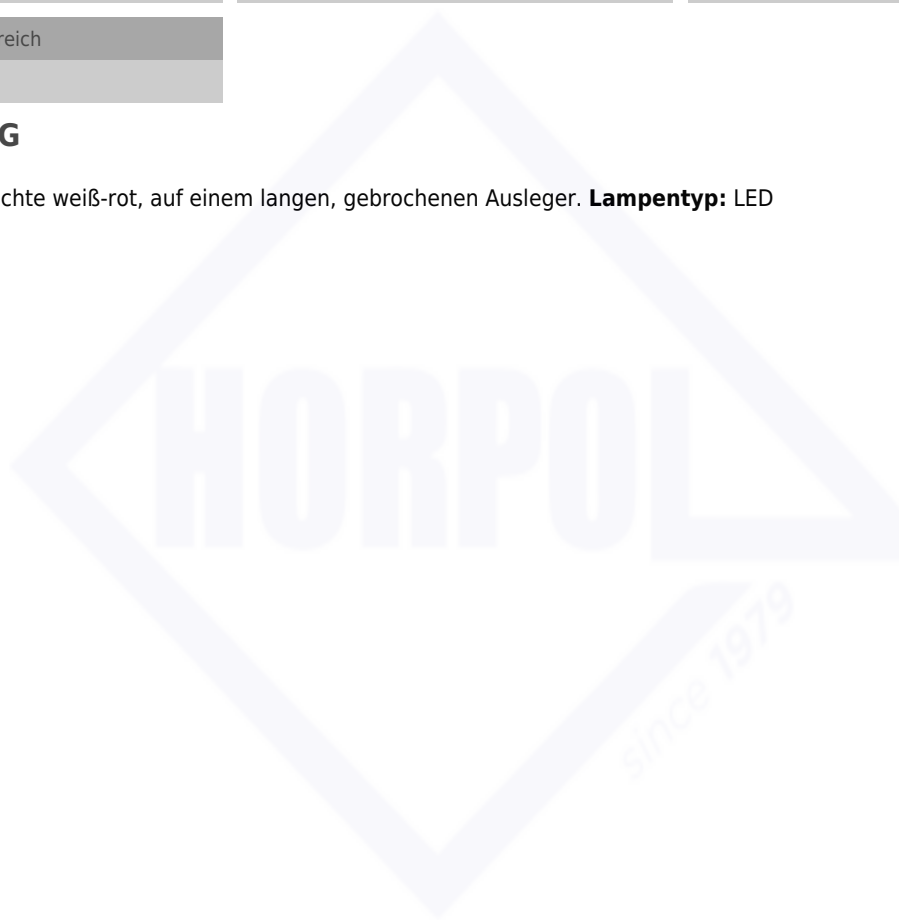 reich
G
chte weiß-rot, auf einem langen, gebrochenen Ausleger. Lampentyp: LED
HORPOL
since 1979